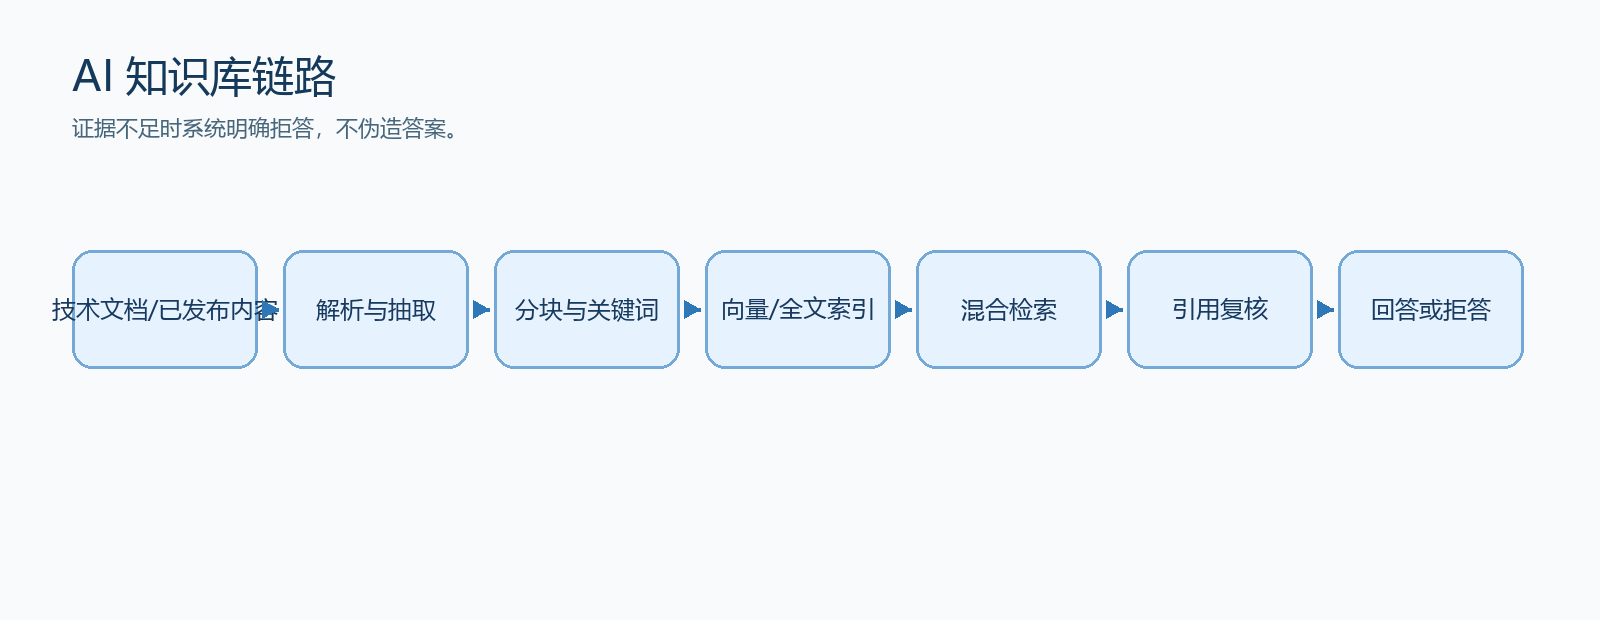 AI 知识库链路
证据不足时系统明确拒答，不伪造答案。
技术文档/已发布内容
解析与抽取
分块与关键词
向量/全文索引
混合检索
引用复核
回答或拒答